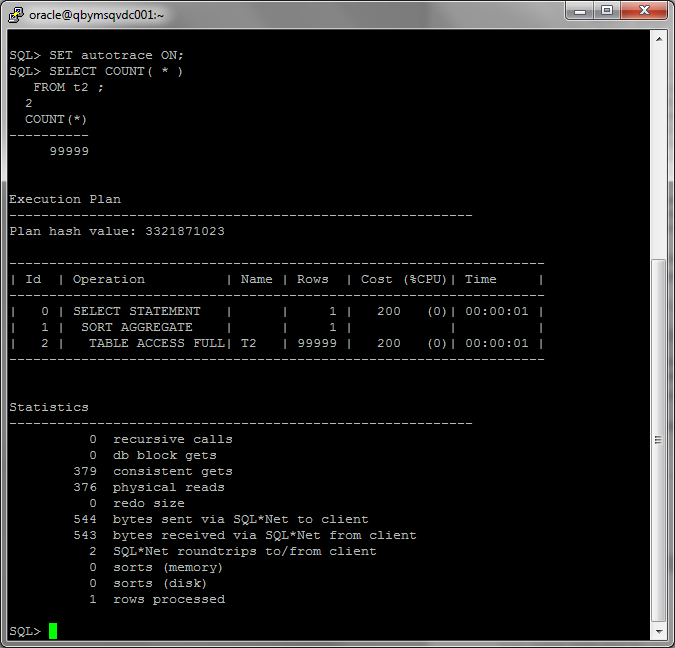 oracle@qbymsqvdc001:~
SQL> SET autotrace ON;
SQL> SELECT COUNT( * )
   FROM t2 ;
  2
  COUNT(*)
----------
     99999
Execution Plan
----------------------------------------------------------
Plan hash value: 3321871023
-------------------------------------------------------------------
| Id  | Operation          | Name | Rows  | Cost (%CPU)| Time     |
-------------------------------------------------------------------
|   0 | SELECT STATEMENT   |      |     1 |   200   (0)| 00:00:01 |
|   1 |  SORT AGGREGATE    |      |     1 |            |          |
|   2 |   TABLE ACCESS FULL| T2   | 99999 |   200   (0)| 00:00:01 |
-------------------------------------------------------------------
Statistics
----------------------------------------------------------
          0  recursive calls
          0  db block gets
        379  consistent gets
        376  physical reads
          0  redo size
        544  bytes sent via SQL*Net to client
        543  bytes received via SQL*Net from client
          2  SQL*Net roundtrips to/from client
          0  sorts (memory)
          0  sorts (disk)
          1  rows processed
SQL>